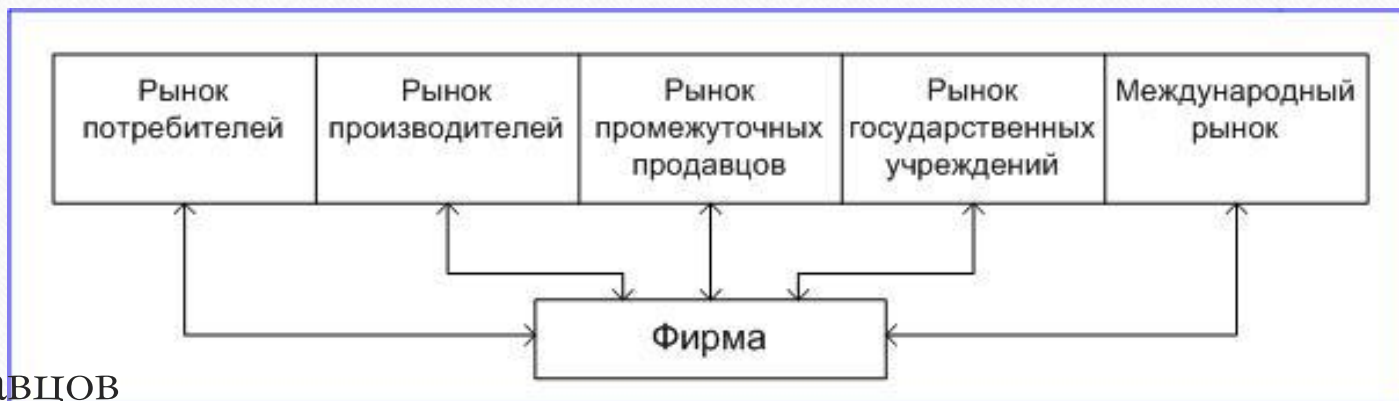 Рынок
потребителей
Рынок
производителей
Рынок
промежуточных
продавцов
Рынок
государственных
учреждений
Международный
рынок
Фирма